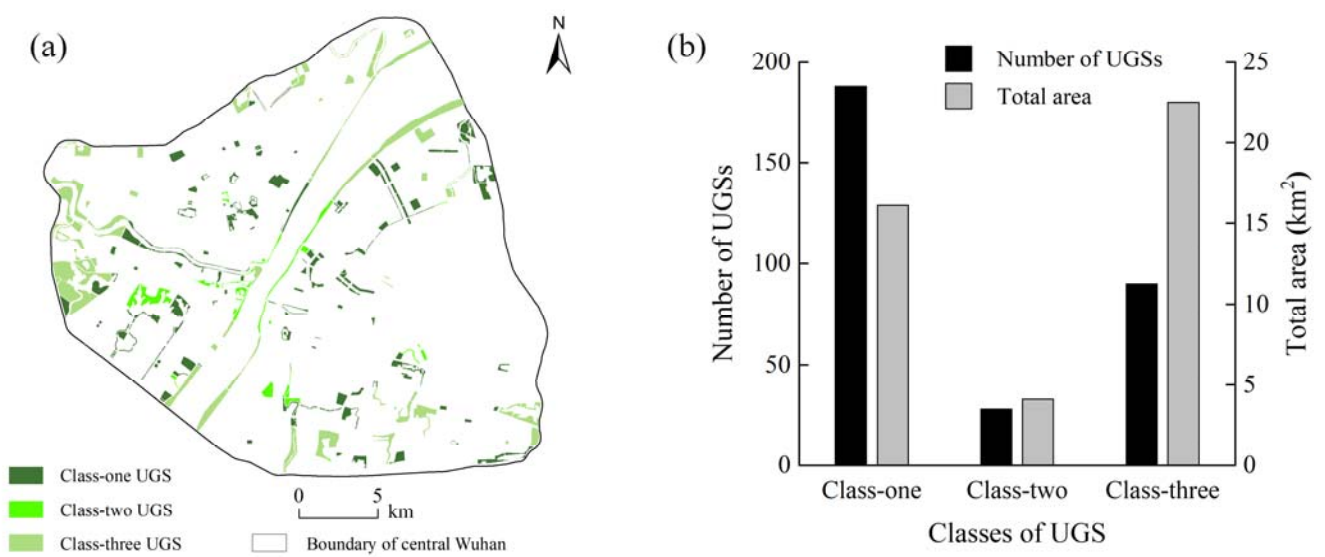 (a)
N
Class-one UGS
Class-two UGS
Class-three UGS
0 5
km
Boundary of central Wuhan
(b)
Number of UGSs
Total area
200
150
100
50
0
Number of UGSs
25
20
15
10
5
0
Total area (km²)
Class-one Class-two Class-three
Classes of UGS